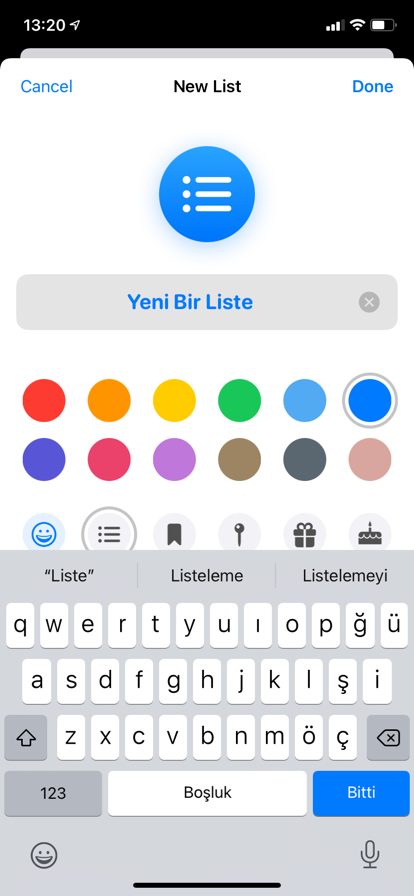 13:20
Cancel New List Done
Yeni Bir Liste
“Liste” Listeleme Listelemeyi
q w e r t y u ı o p ğ ü
a s d f g h j k l ş i
z x c v b n m ö ç
123 Boşluk Bitti